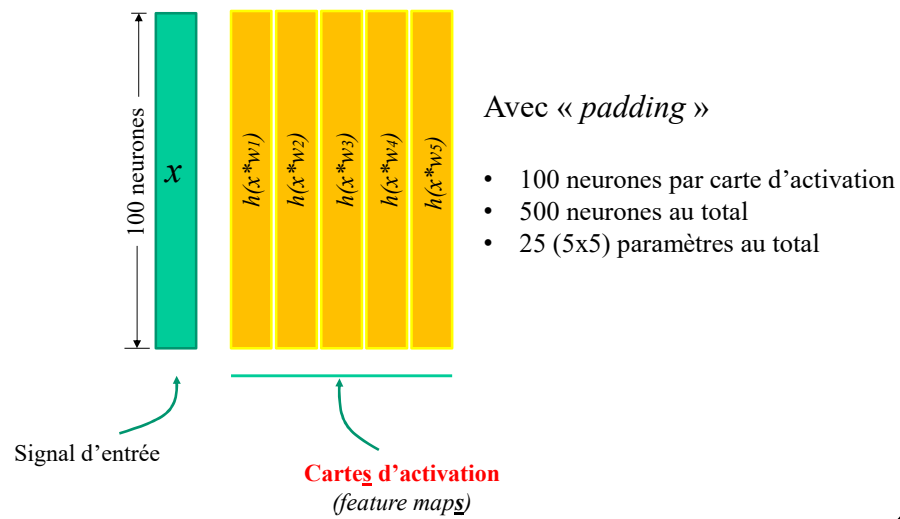 100 neurones
x
h(x*w1)
h(x*w2)
h(x*w3)
h(x*w4)
h(x*w5)
Avec « padding »
• 100 neurones par carte d’activation
• 500 neurones au total
• 25 (5x5) paramètres au total
Signal d’entrée
Cartes d’activation
(feature maps)